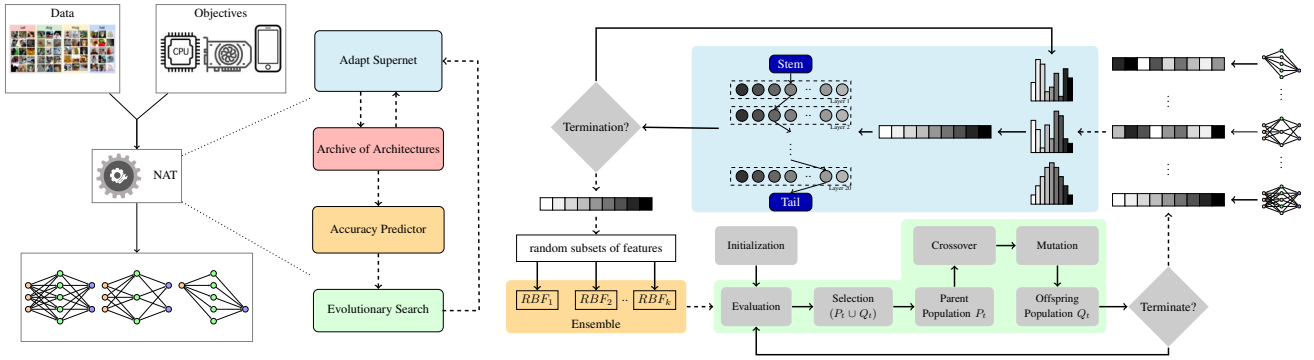 Data
Objectives
CPU
NAT
Adapt Supernet
Archive of Architectures
Accuracy Predictor
Evolutionary Search
Termination?
Stem
Layer 1
Layer 2
Layer 20
Tail
random subsets of features
RBF₁ RBF₂ ·· RBFₖ
Ensemble
Initialization
Evaluation
Selection
(Pₜ ∪ Qₜ)
Crossover
Parent
Population Pₜ
Mutation
Offspring
Population Qₜ
Terminate?